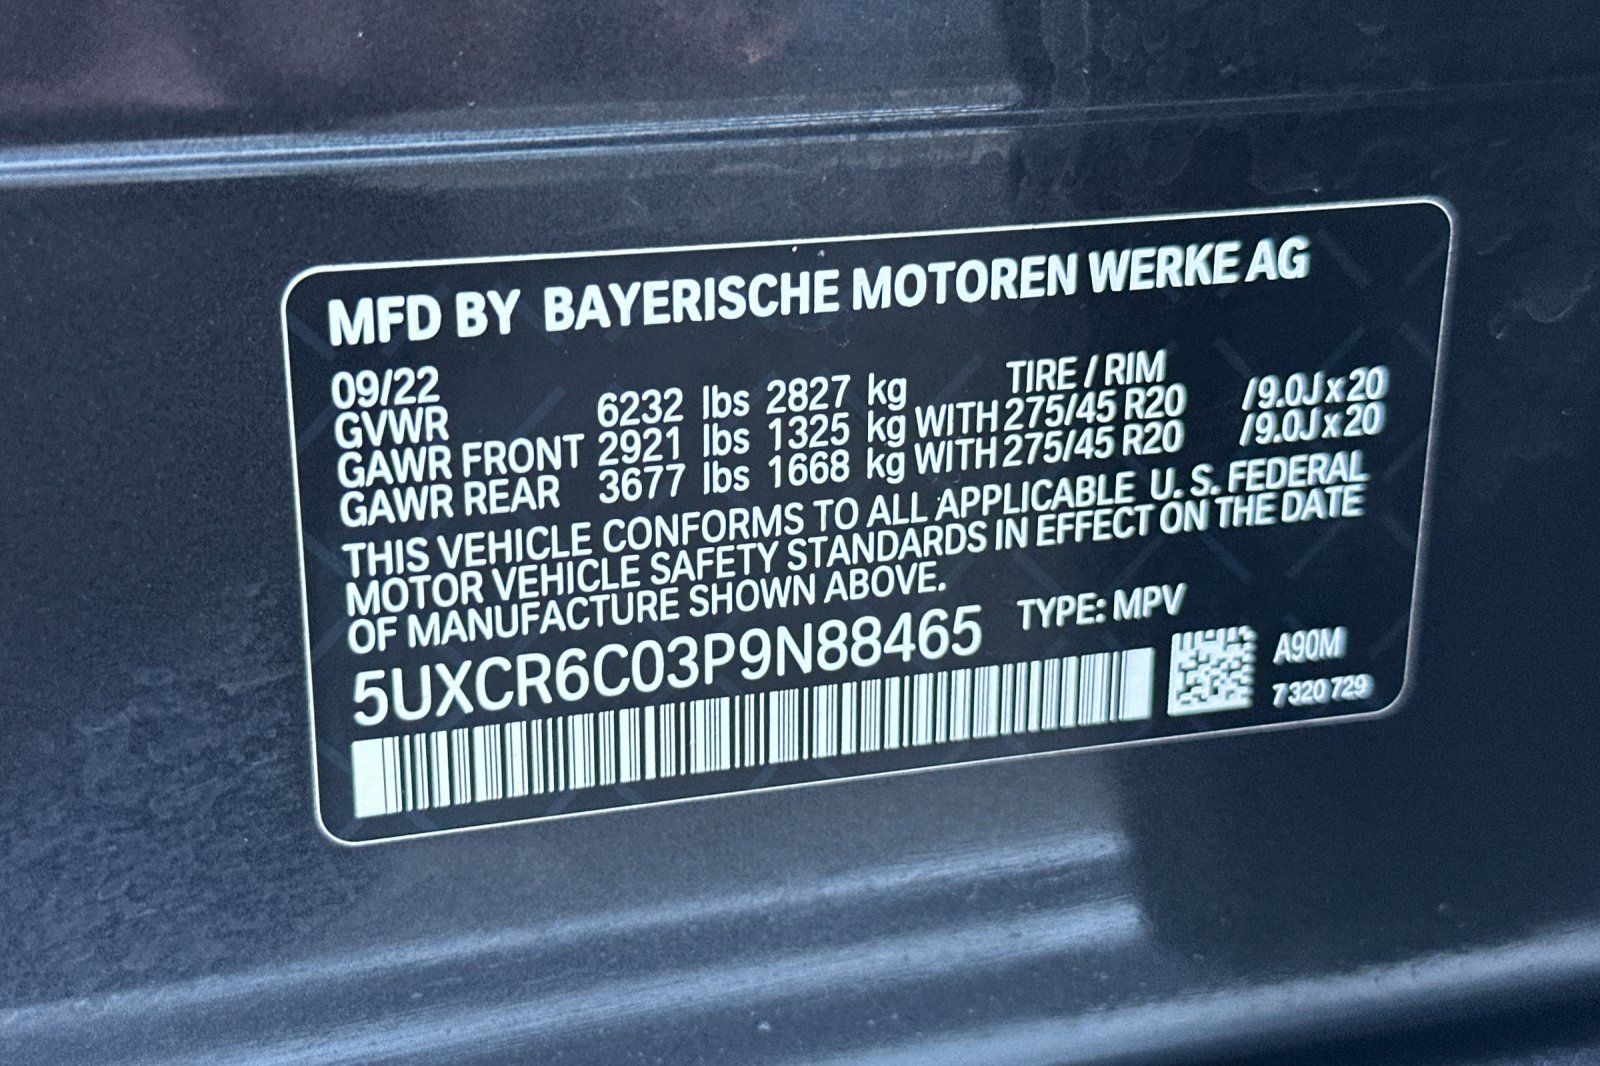 MFD BY BAYERISCHE MOTOREN WERKE AG
09/22 TIRE / RIM
GVWR 6232 lbs 2827 kg
GAWR FRONT 2921 lbs 1325 kg WITH 275/45 R20 /9.0J x 20
GAWR REAR 3677 lbs 1668 kg WITH 275/45 R20 /9.0J x 20
THIS VEHICLE CONFORMS TO ALL APPLICABLE U. S. FEDERAL
MOTOR VEHICLE SAFETY STANDARDS IN EFFECT ON THE DATE
OF MANUFACTURE SHOWN ABOVE.
5UXCR6C03P9N88465 TYPE: MPV
A90M
7 320 729